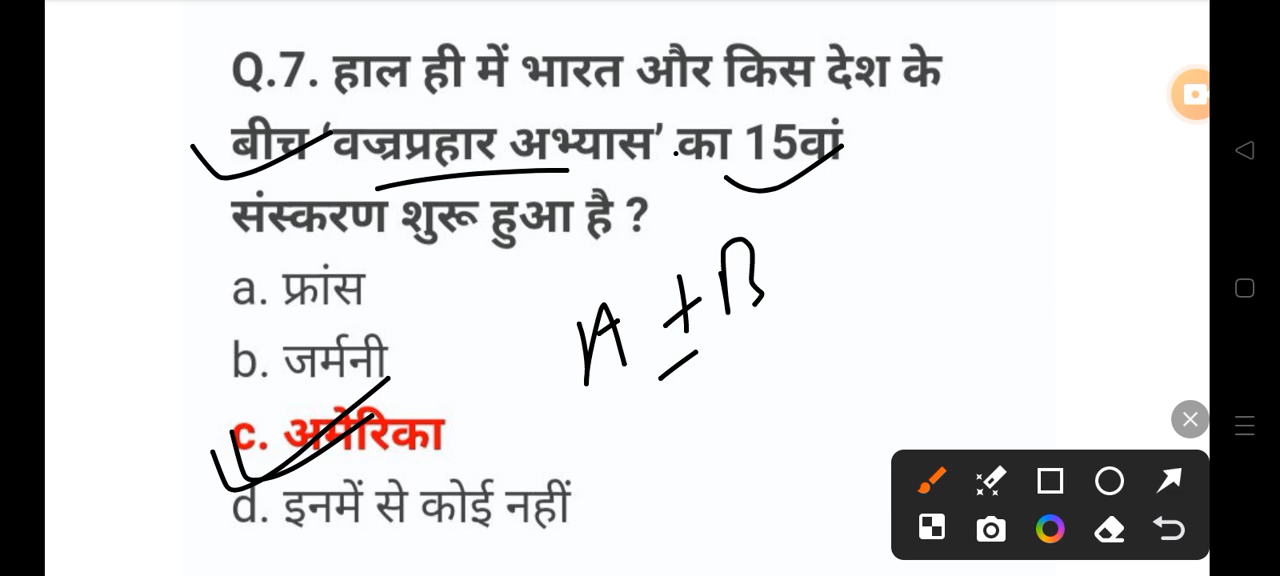 Q.7. हाल ही में भारत और किस देश के
बीच ‘वज्रप्रहार अभ्यास’ का 15वां
संस्करण शुरू हुआ है ?
a. फ्रांस
b. जर्मनी
c. अमेरिका
d. इनमें से कोई नहीं
A + B